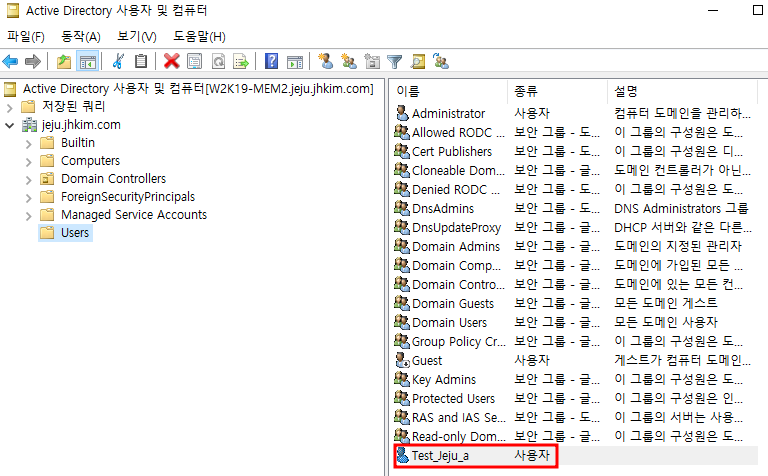 Active Directory 사용자 및 컴퓨터
파일(F) 동작(A) 보기(V) 도움말(H)
Active Directory 사용자 및 컴퓨터[W2K19-MEM2.jeju.jhkim.com]
저장된 쿼리
jeju.jhkim.com
Builtin
Computers
Domain Controllers
ForeignSecurityPrincipals
Managed Service Accounts
Users
이름 종류 설명
Administrator 사용자 컴퓨터 도메인을 관리하...
Allowed RODC ... 보안 그룹 - 도... 이 그룹의 구성원은 도...
Cert Publishers 보안 그룹 - 도... 이 그룹의 구성원은 디...
Cloneable Dom... 보안 그룹 - 글... 도메인 컨트롤러가 아닌...
Denied RODC ... 보안 그룹 - 도... 이 그룹의 구성원은 도...
DnsAdmins 보안 그룹 - 도... DNS Administrators 그룹
DnsUpdateProxy 보안 그룹 - 글... DHCP 서버와 같은 다른...
Domain Admins 보안 그룹 - 글... 도메인의 지정된 관리자
Domain Comp... 보안 그룹 - 글... 도메인에 가입된 모든 ...
Domain Contro... 보안 그룹 - 글... 도메인에 있는 모든 컨...
Domain Guests 보안 그룹 - 글... 모든 도메인 게스트
Domain Users 보안 그룹 - 글... 모든 도메인 사용자
Group Policy Cr... 보안 그룹 - 글... 이 그룹의 구성원은 도...
Guest 사용자 게스트가 컴퓨터 도메인...
Key Admins 보안 그룹 - 글... 이 그룹의 구성원은 도...
Protected Users 보안 그룹 - 글... 이 그룹의 구성원은 인...
RAS and IAS Se... 보안 그룹 - 도... 이 그룹의 서버는 사용...
Read-only Dom... 보안 그룹 - 글... 이 그룹의 구성원은 도...
Test_Jeju_a 사용자